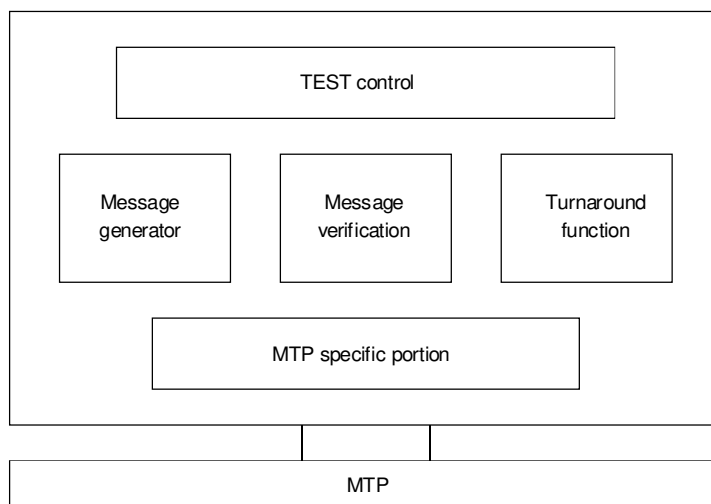 TEST control
Message
generator
Message
verification
Turnaround
function
MTP specific portion
MTP